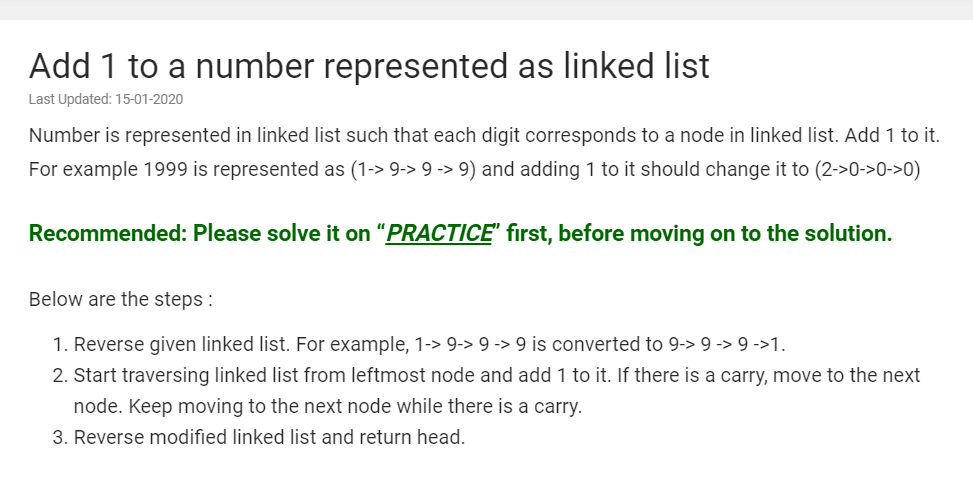 Add 1 to a number represented as linked list
Last Updated: 15-01-2020
Number is represented in linked list such that each digit corresponds to a node in linked list. Add 1 to it.
For example 1999 is represented as (1-> 9-> 9 -> 9) and adding 1 to it should change it to (2->0->0->0)
Recommended: Please solve it on “PRACTICE” first, before moving on to the solution.
Below are the steps :
1. Reverse given linked list. For example, 1-> 9-> 9 -> 9 is converted to 9-> 9 -> 9 ->1.
2. Start traversing linked list from leftmost node and add 1 to it. If there is a carry, move to the next
node. Keep moving to the next node while there is a carry.
3. Reverse modified linked list and return head.